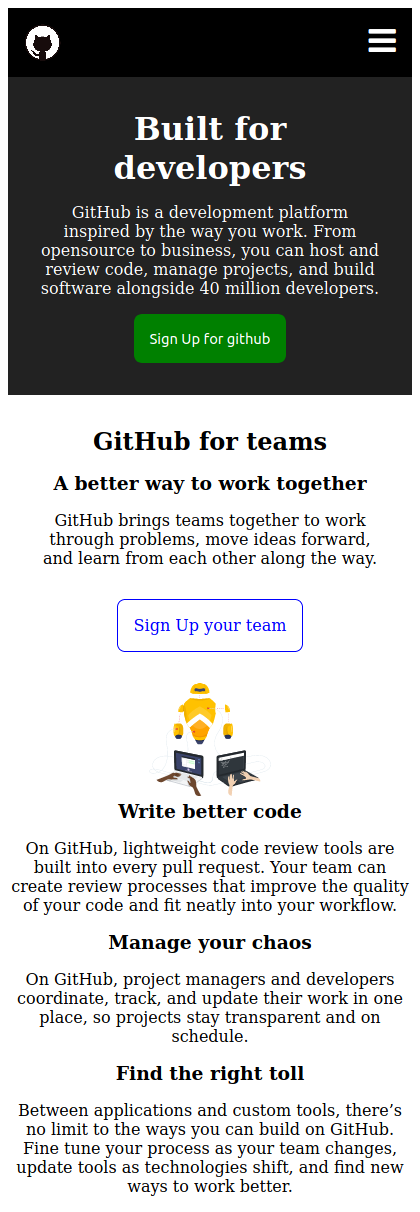 Built for
developers
GitHub is a development platform
inspired by the way you work. From
opensource to business, you can host and
review code, manage projects, and build
software alongside 40 million developers.
Sign Up for github
GitHub for teams
A better way to work together
GitHub brings teams together to work
through problems, move ideas forward,
and learn from each other along the way.
Sign Up your team
Write better code
On GitHub, lightweight code review tools are
built into every pull request. Your team can
create review processes that improve the quality
of your code and fit neatly into your workflow.
Manage your chaos
On GitHub, project managers and developers
coordinate, track, and update their work in one
place, so projects stay transparent and on
schedule.
Find the right toll
Between applications and custom tools, there’s
no limit to the ways you can build on GitHub.
Fine tune your process as your team changes,
update tools as technologies shift, and find new
ways to work better.